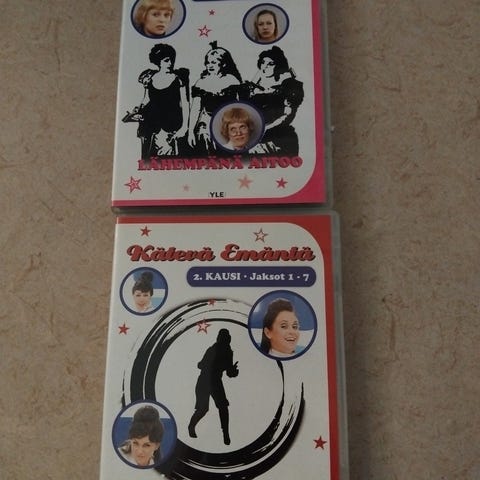 LÄHEMPÄNÄ AITOO
YLE
Kätevä Emäntä
2. KAUSI • Jaksot 1 - 7